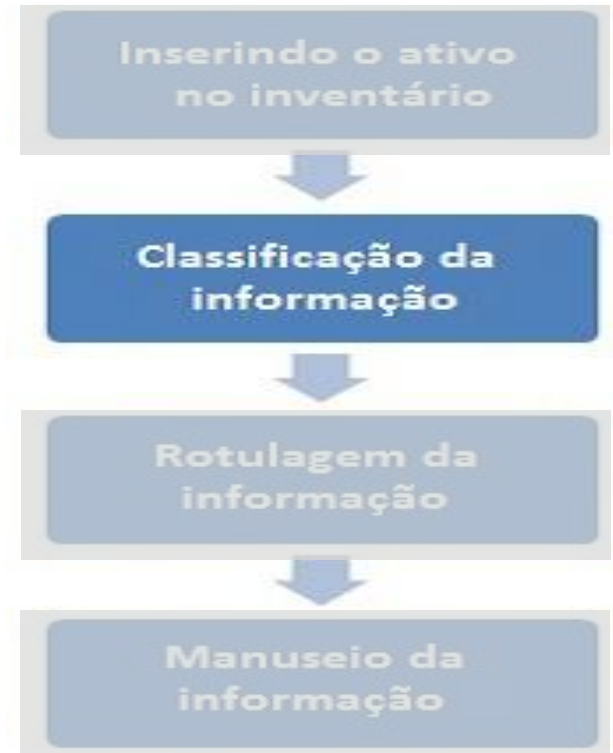 Inserindo o ativo
no inventário
Classificação da
informação
Rotulagem da
informação
Manuseio da
informação